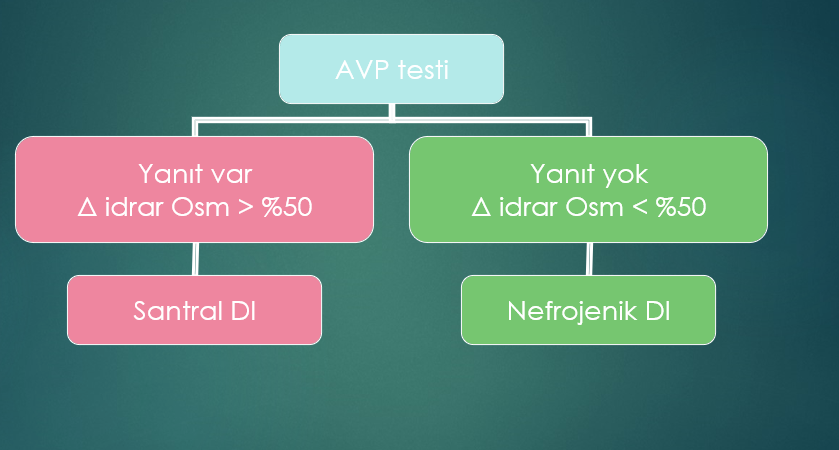 AVP testi
Yanıt var
Δ idrar Osm > %50
Yanıt yok
Δ idrar Osm < %50
Santral DI
Nefrojenik DI